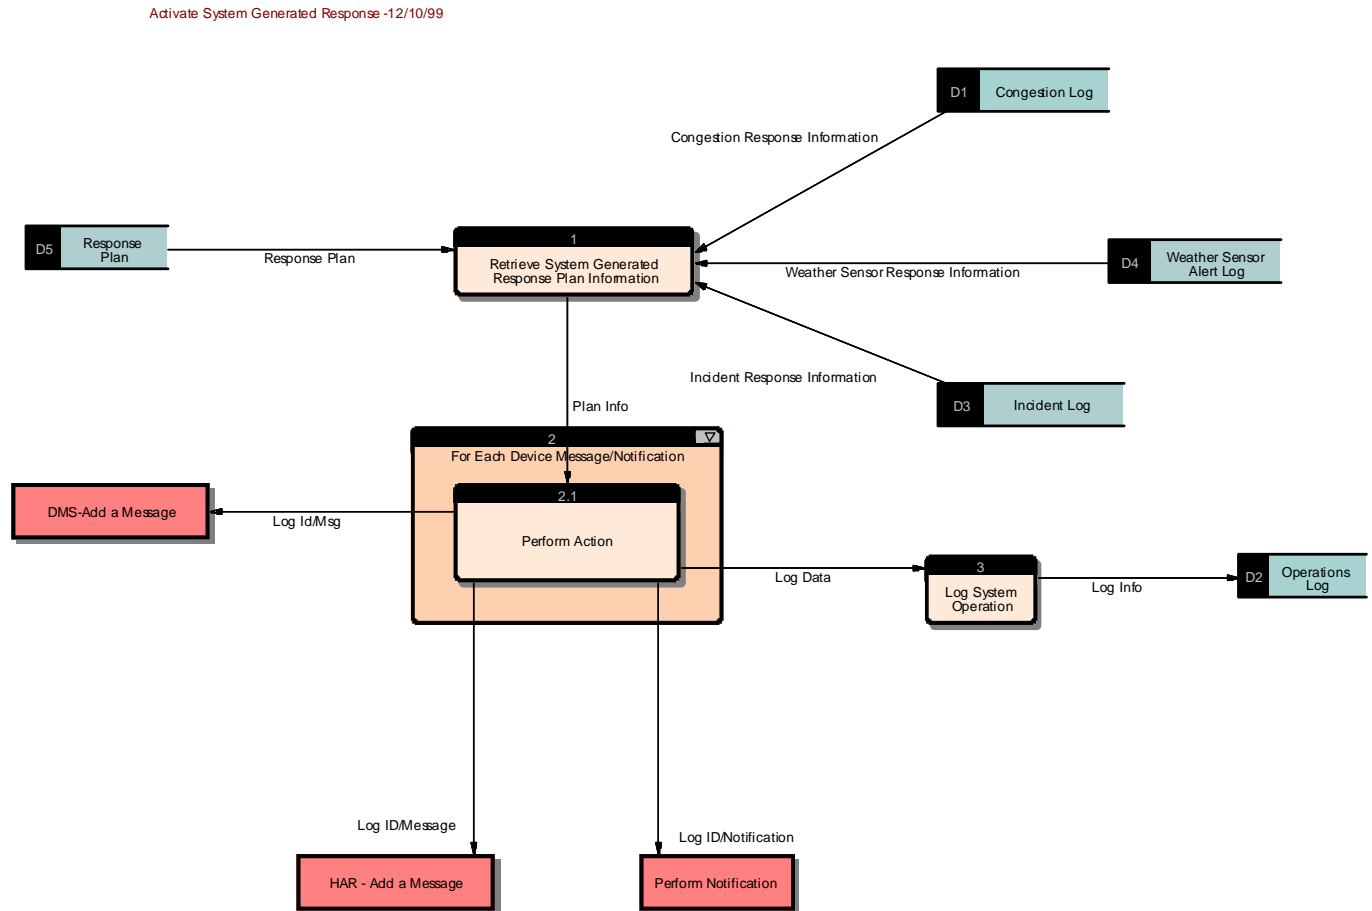 Activate System Generated Response -12/10/99
D1
Congestion Log
Congestion Response Information
D5
Response
Plan
Response Plan
1
Retrieve System Generated
Response Plan Information
Weather Sensor Response Information
D4
Weather Sensor
Alert Log
Incident Response Information
D3
Incident Log
Plan Info
2
For Each Device Message/Notification
2.1
Perform Action
DMS-Add a Message
Log Id/Msg
Log Data
3
Log System
Operation
Log Info
D2
Operations
Log
Log ID/Message
Log ID/Notification
HAR - Add a Message
Perform Notification